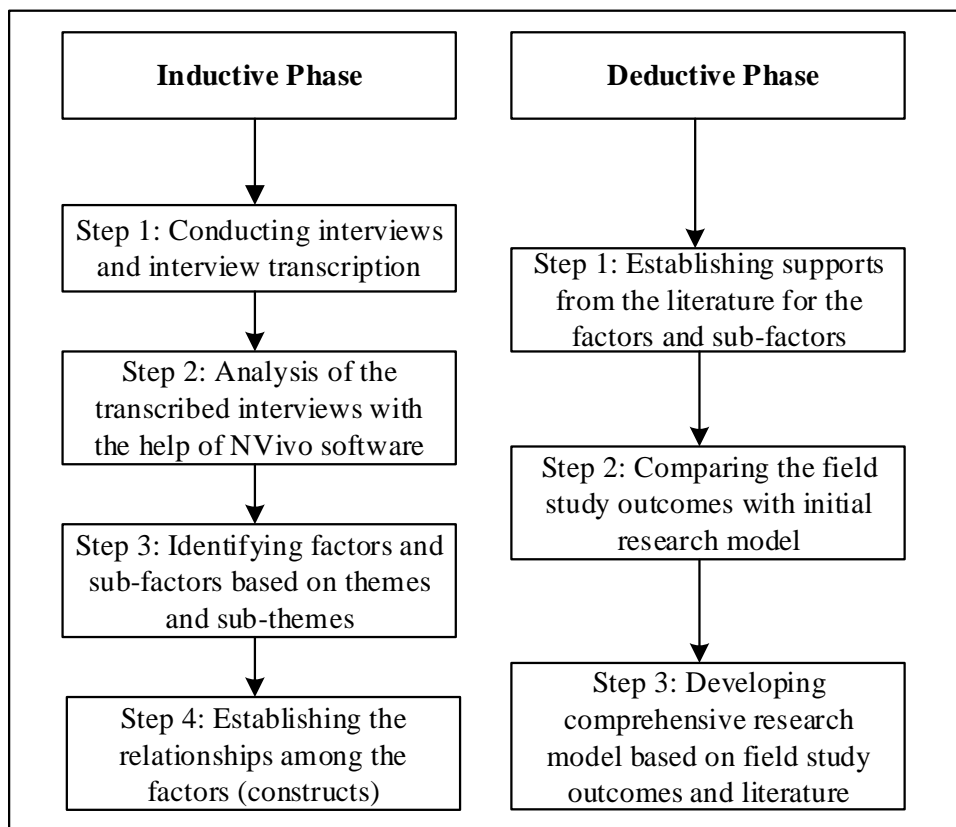 Inductive Phase
Step 1: Conducting interviews
and interview transcription
Step 2: Analysis of the
transcribed interviews with
the help of NVivo software
Step 3: Identifying factors and
sub-factors based on themes
and sub-themes
Step 4: Establishing the
relationships among the
factors (constructs)
Deductive Phase
Step 1: Establishing supports
from the literature for the
factors and sub-factors
Step 2: Comparing the field
study outcomes with initial
research model
Step 3: Developing
comprehensive research
model based on field study
outcomes and literature